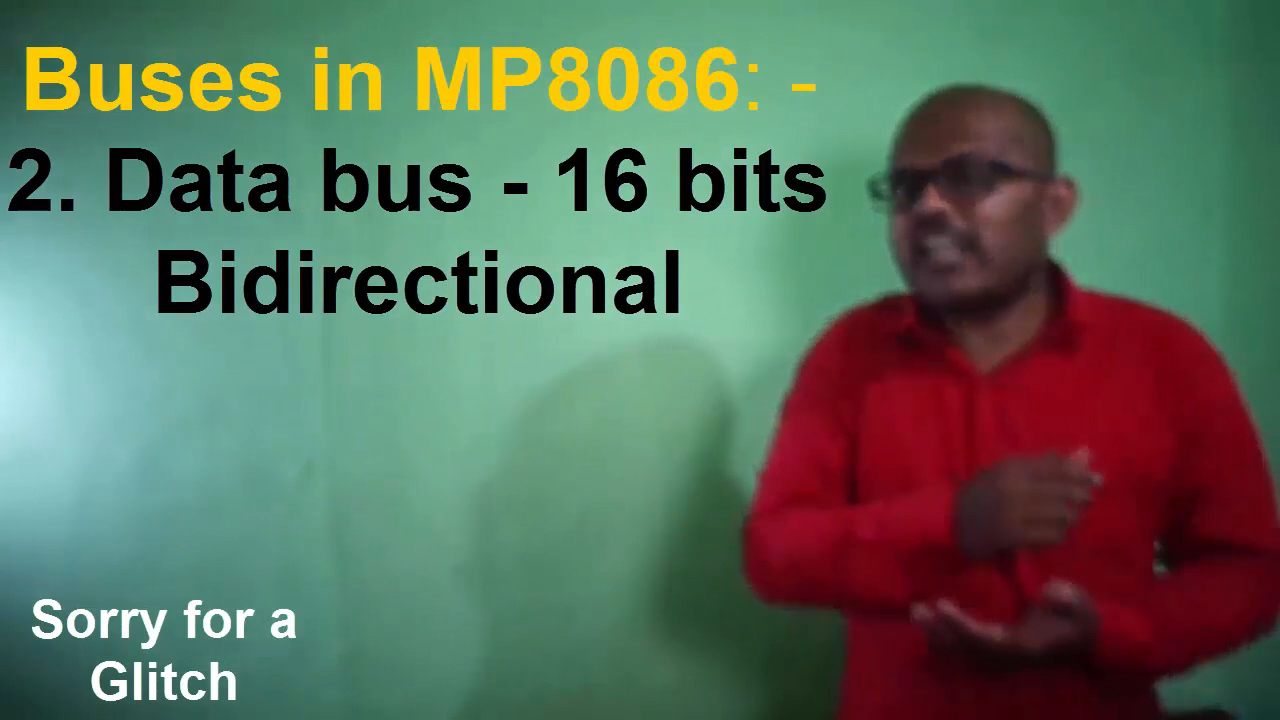 Buses in MP8086: -
2. Data bus - 16 bits
Bidirectional
Sorry for a
Glitch